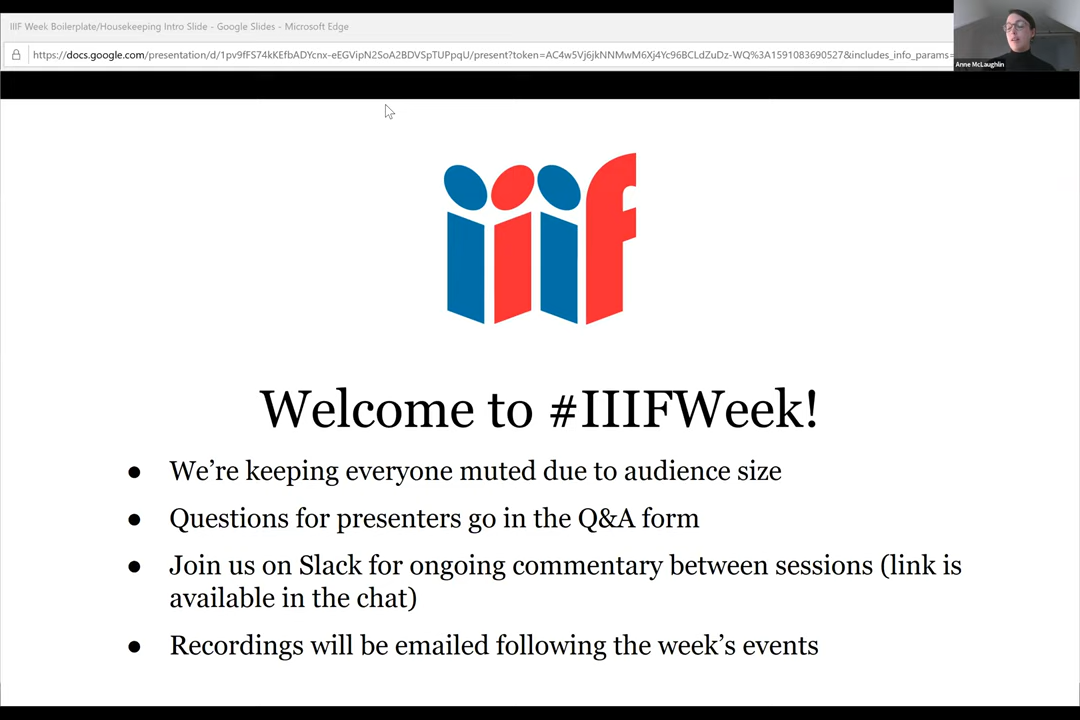 IIIF Week Boilerplate/Housekeeping Intro Slide - Google Slides - Microsoft Edge
https://docs.google.com/presentation/d/1pv9fFS74kKEfbADYcnx-eEGVipN2SoA2BDVSpTUPpqU/present?token=AC4w5Vj6jkNNMwM6Xj4Yc96BCLdZuDz-WQ%3A1591083690527&includes_info_params=
Anne McLaughlin
iiif
Welcome to #IIIFWeek!
● We're keeping everyone muted due to audience size
● Questions for presenters go in the Q&A form
● Join us on Slack for ongoing commentary between sessions (link is
available in the chat)
● Recordings will be emailed following the week's events